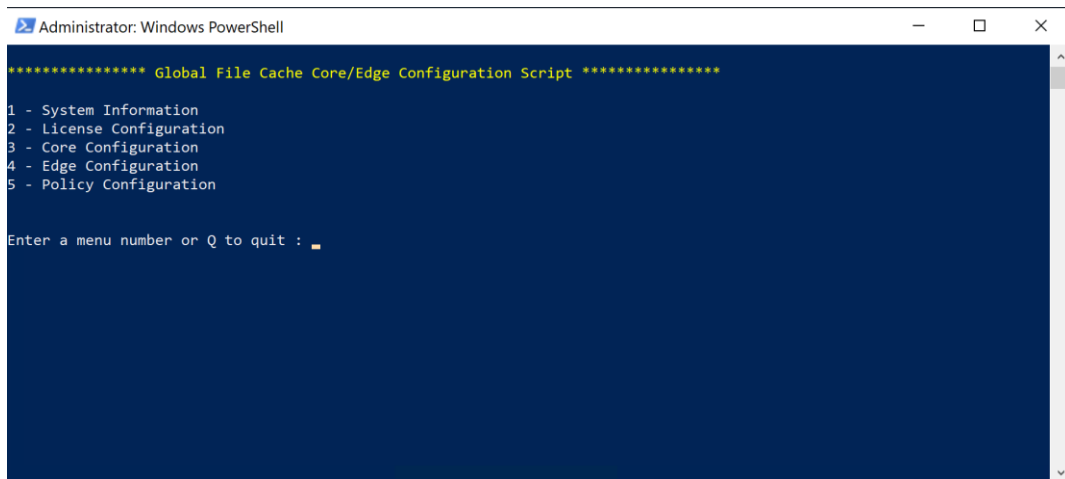 Administrator: Windows PowerShell
**************** Global File Cache Core/Edge Configuration Script ****************
1 - System Information
2 - License Configuration
3 - Core Configuration
4 - Edge Configuration
5 - Policy Configuration
Enter a menu number or Q to quit :